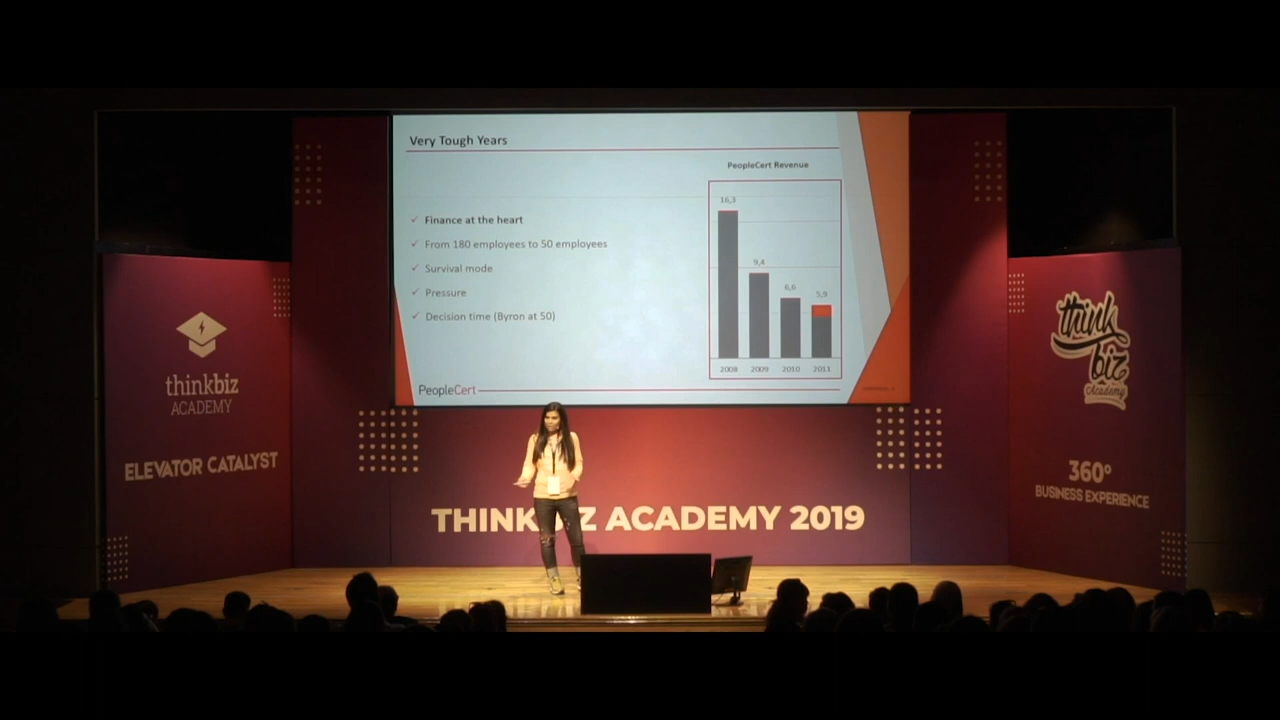 Very Tough Years
PeopleCert Revenue
✓ Finance at the heart
✓ From 180 employees to 50 employees
✓ Survival mode
✓ Pressure
✓ Decision time (Byron at 50)
16,3
9,4
6,6
5,9
2008 2009 2010 2011
PeopleCert
thinkbiz
ACADEMY
ELEVATOR CATALYST
THINK Z ACADEMY 2019
think
biz
Academy
360°
BUSINESS EXPERIENCE